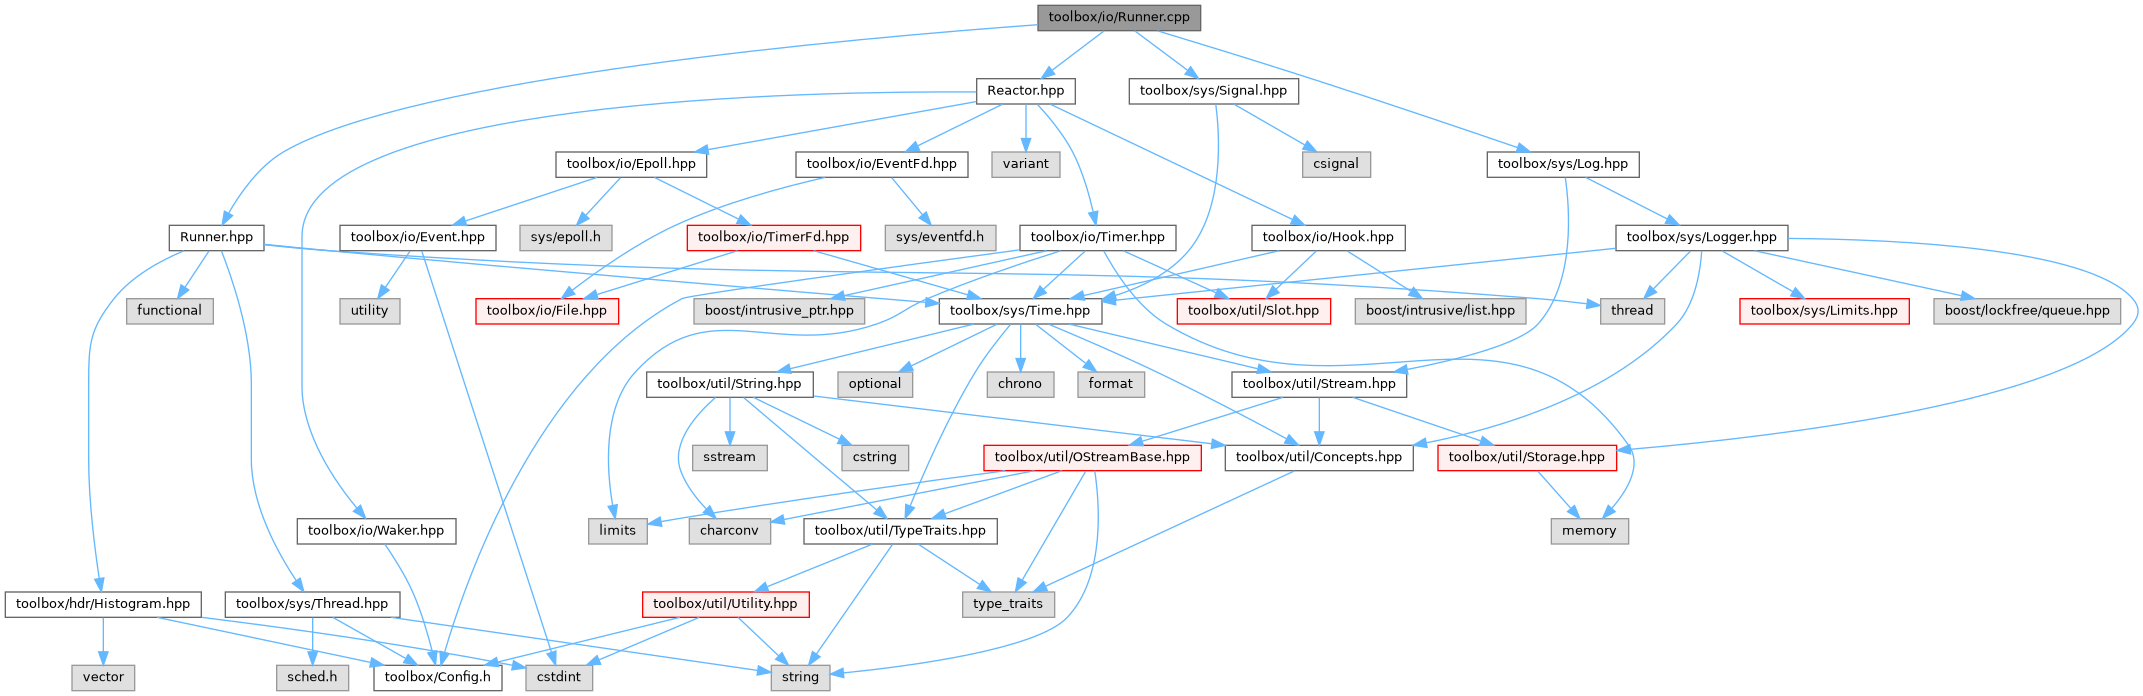 toolbox/io/Runner.cpp
Reactor.hpp
toolbox/sys/Signal.hpp
toolbox/io/Epoll.hpp
toolbox/io/EventFd.hpp
variant
csignal
toolbox/sys/Log.hpp
Runner.hpp
toolbox/io/Event.hpp
sys/epoll.h
toolbox/io/TimerFd.hpp
sys/eventfd.h
toolbox/io/Timer.hpp
toolbox/io/Hook.hpp
toolbox/sys/Logger.hpp
functional
utility
toolbox/io/File.hpp
boost/intrusive_ptr.hpp
toolbox/sys/Time.hpp
toolbox/util/Slot.hpp
boost/intrusive/list.hpp
thread
toolbox/sys/Limits.hpp
boost/lockfree/queue.hpp
toolbox/util/String.hpp
optional
chrono
format
toolbox/util/Stream.hpp
sstream
cstring
toolbox/util/OStreamBase.hpp
toolbox/util/Concepts.hpp
toolbox/util/Storage.hpp
toolbox/io/Waker.hpp
limits
charconv
toolbox/util/TypeTraits.hpp
memory
toolbox/hdr/Histogram.hpp
toolbox/sys/Thread.hpp
toolbox/util/Utility.hpp
type_traits
vector
sched.h
toolbox/Config.h
cstdint
string